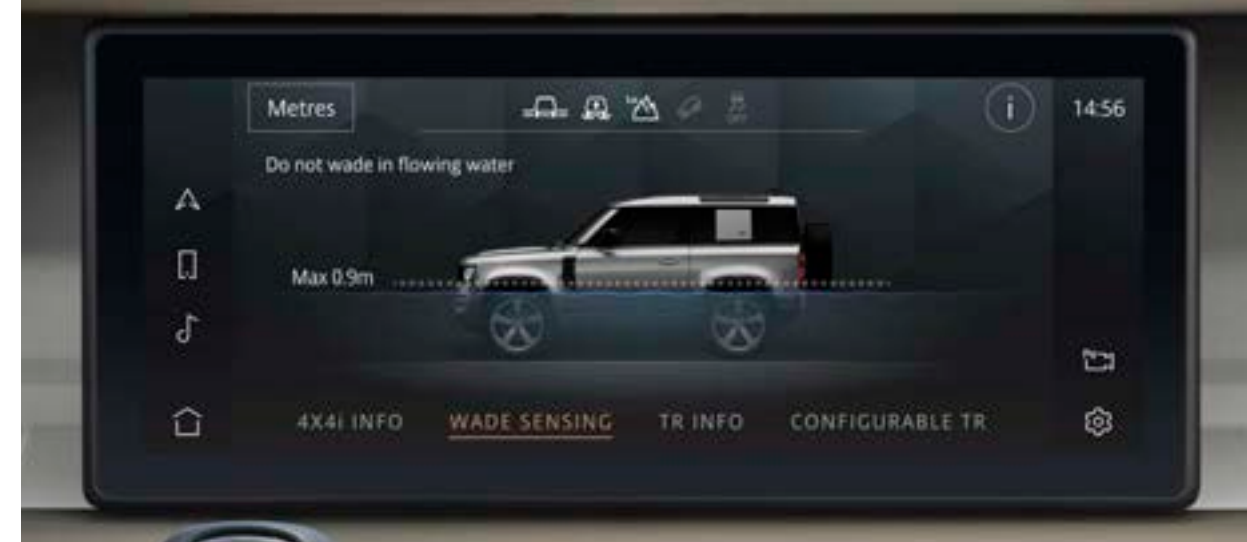 Metres
14:56
Do not wade in flowing water
Max 0.9m
4X4i INFO
WADE SENSING
TR INFO
CONFIGURABLE TR